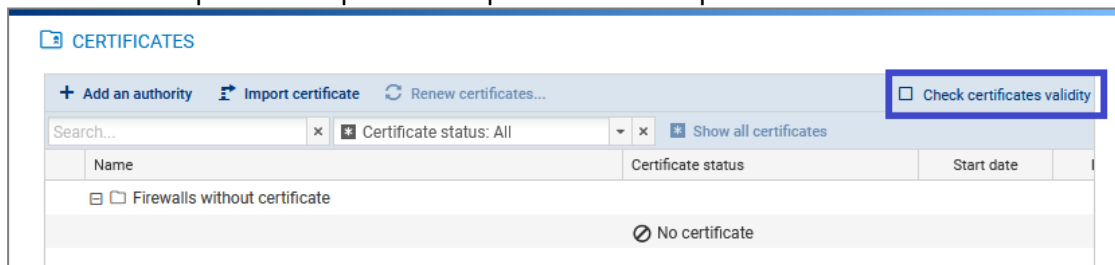 CERTIFICATES
+ Add an authority Import certificate Renew certificates... Check certificates validity
Search... × Certificate status: All × Show all certificates
Name Certificate status Start date
Firewalls without certificate
No certificate